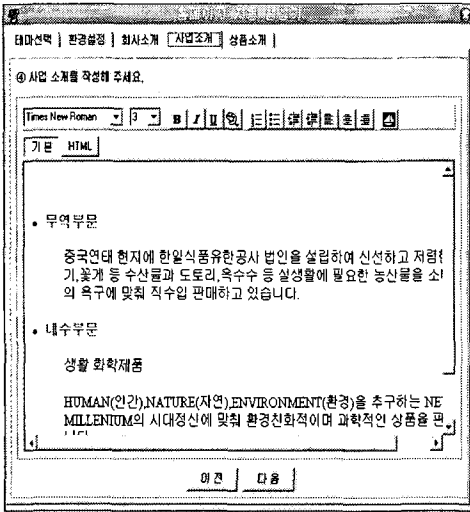 테마선택 | 환경설정 | 회사소개 | 사업소개 | 상품소개 |
④ 사업 소개를 작성해 주세요.
Times New Roman 3 B I U
기본 HTML
• 무역부문
중국연태 현지에 한일식품유한공사 법인을 설립하여 신선하고 저렴한
기,꽃게 등 수산물과 도토리,옥수수 등 실생활에 필요한 농산물을 소비
의 욕구에 맞춰 직수입 판매하고 있습니다.
• 내수부문
생활 화학제품
HUMAN(인간),NATURE(자연),ENVIRONMENT(환경)을 추구하는 NE
MILLENIUM의 시대정신에 맞춰 환경친화적이며 과학적인 상품을 판
이전 다음